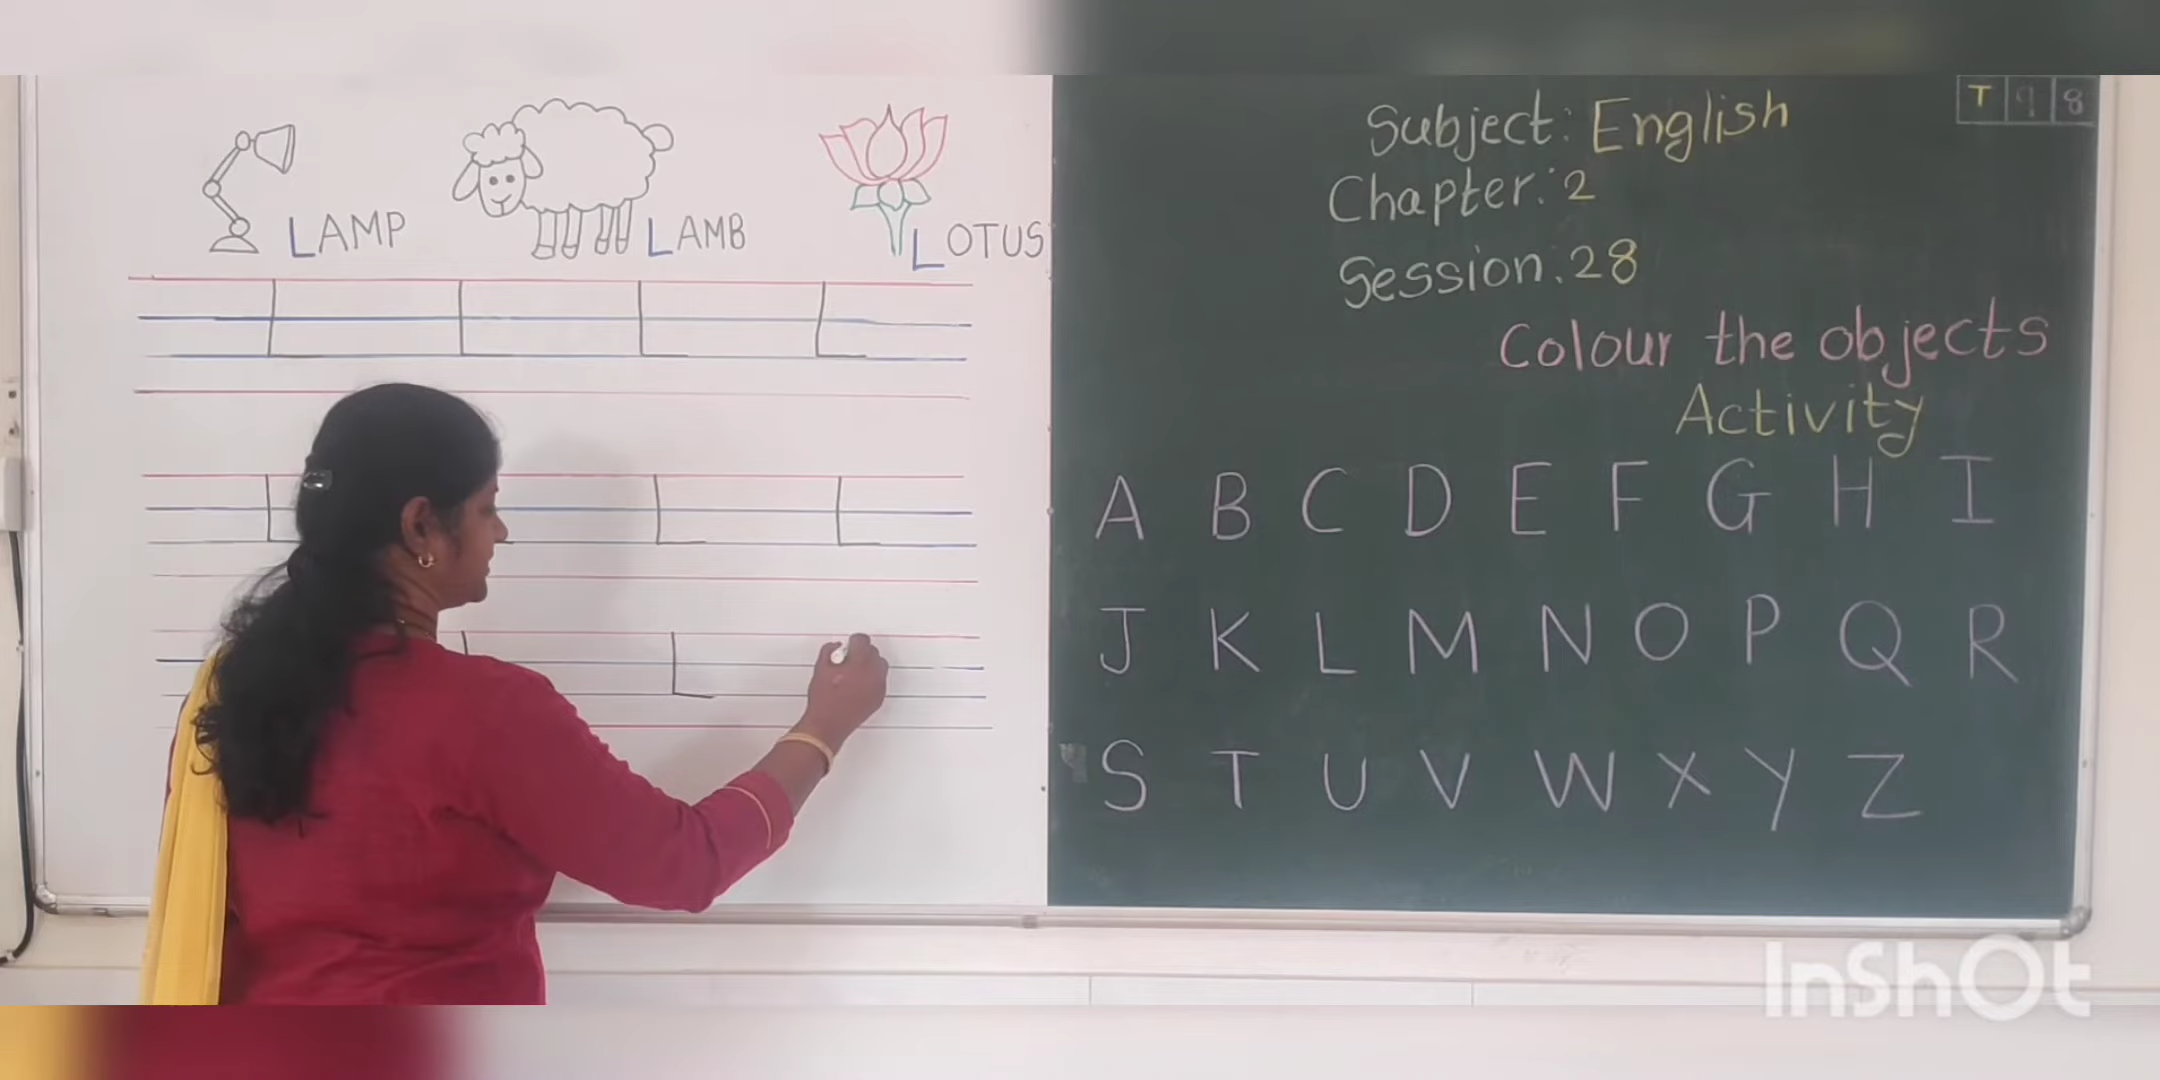 LAMP LAMB LOTUS
L L L L
L L L
L
T 9 8
Subject: English
Chapter: 2
Session: 28
Colour the objects
Activity
A B C D E F G H I
J K L M N O P Q R
S T U V W X Y Z
InShOt